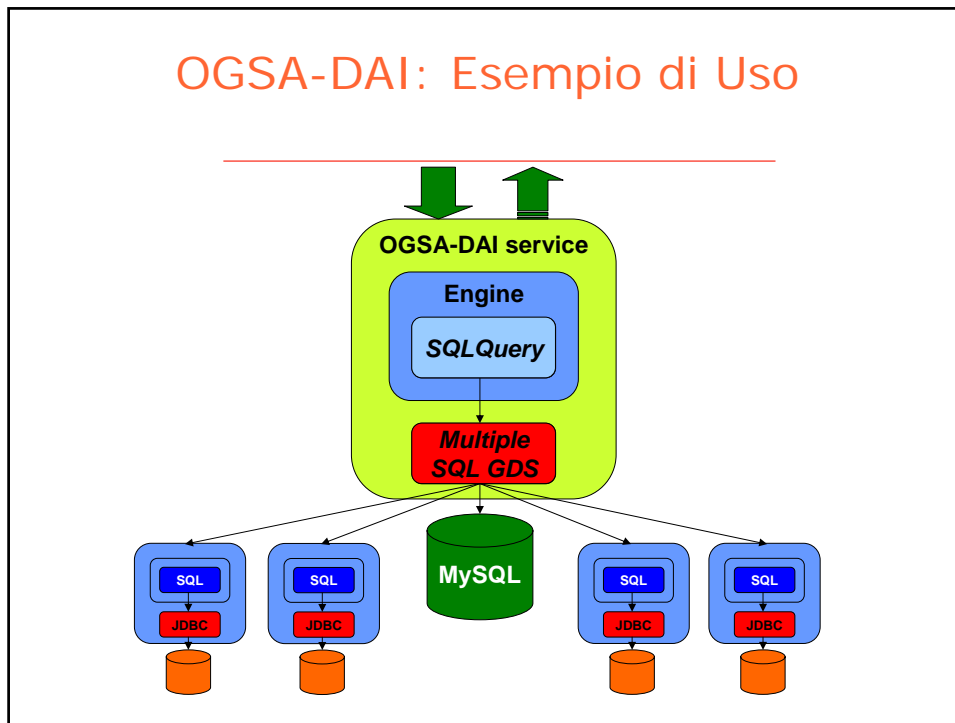 OGSA-DAI: Esempio di Uso
OGSA-DAI service
Engine
SQLQuery
Multiple
SQL GDS
MySQL
SQL
JDBC
SQL
JDBC
SQL
JDBC
SQL
JDBC